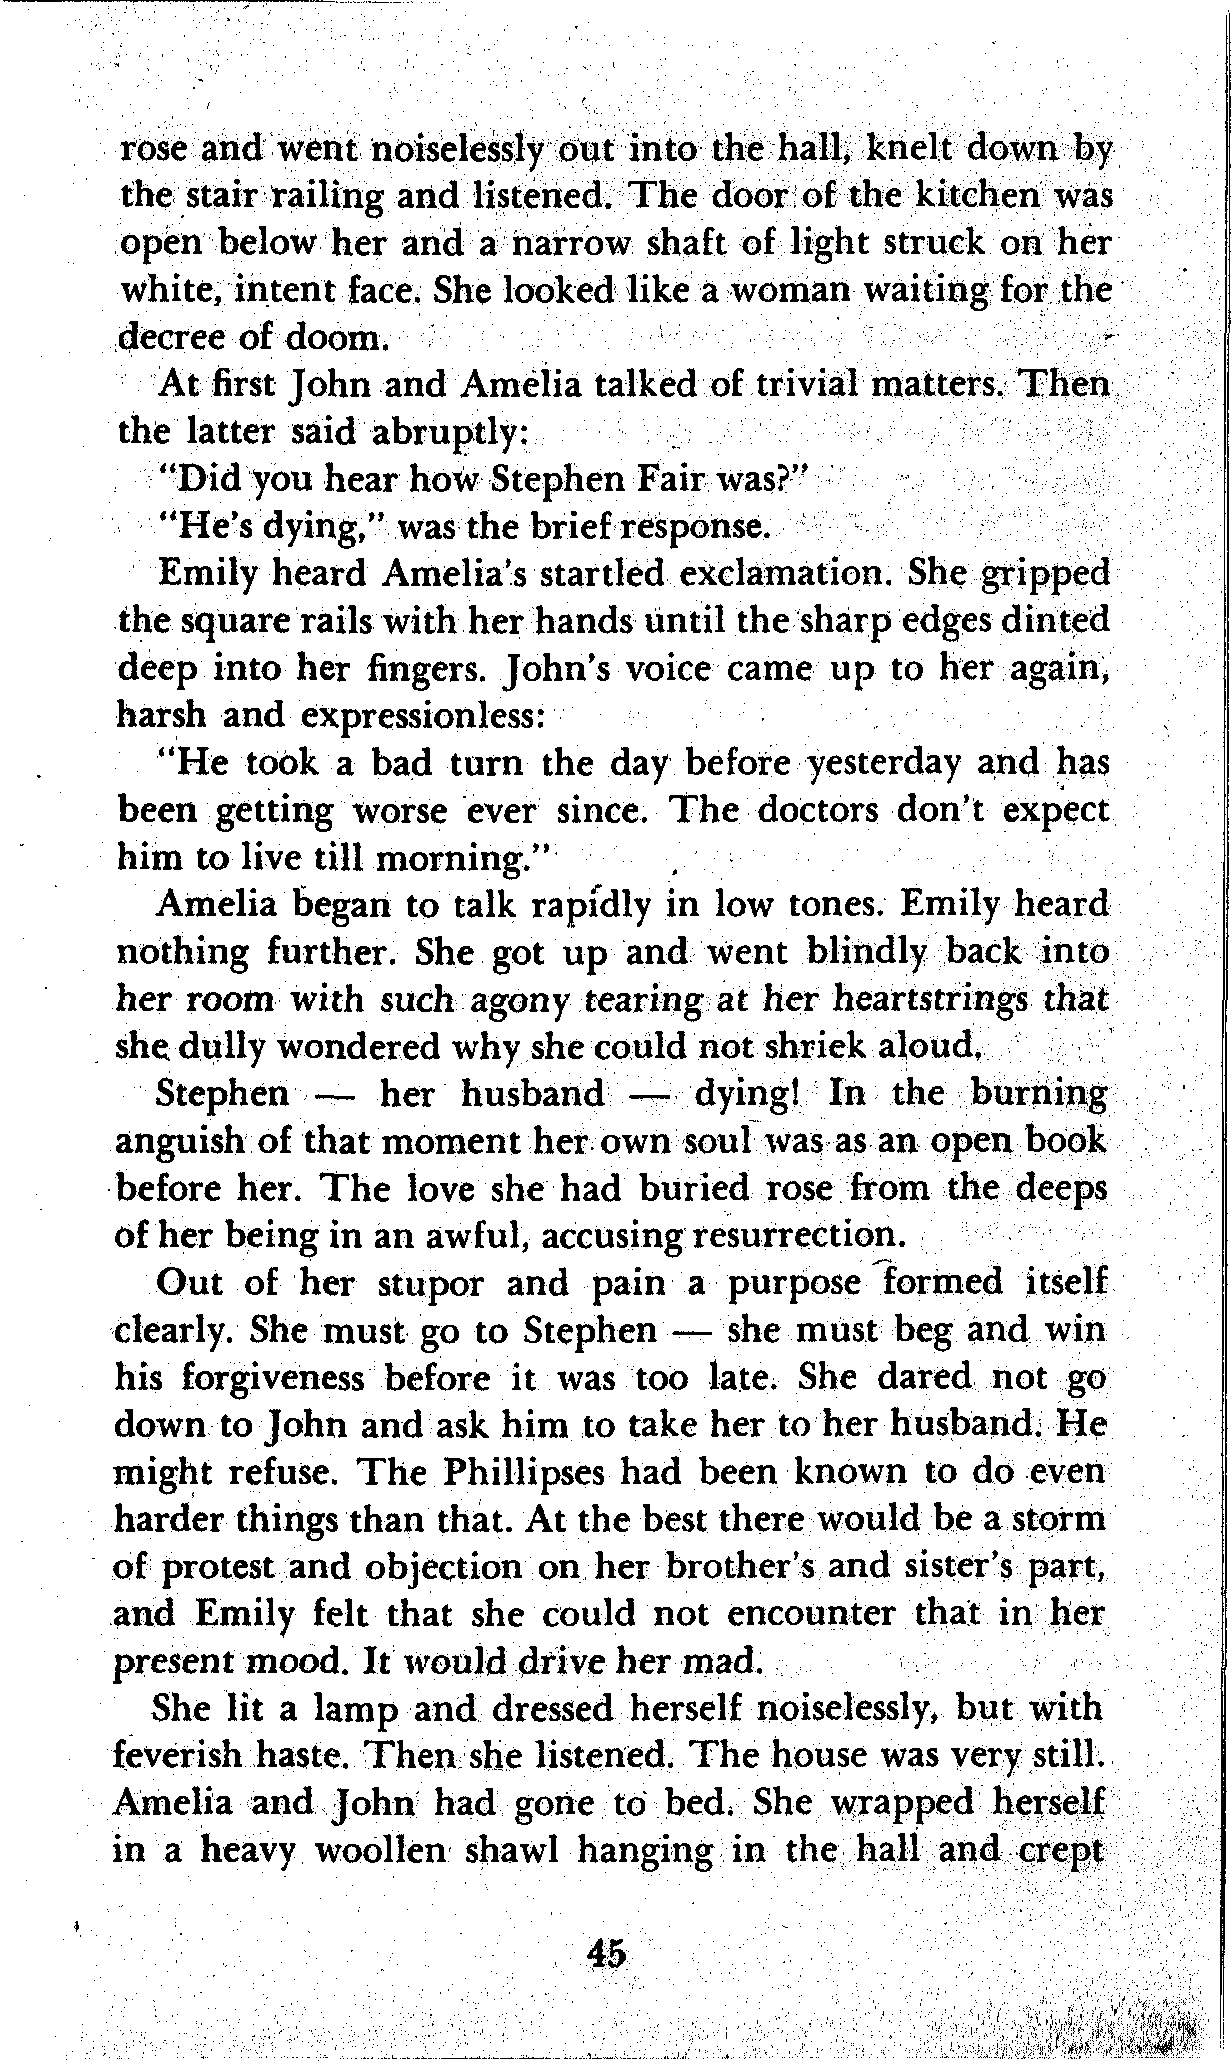 rose and went noiselessly out into the hall, knelt down by
the stair railing and listened. The door of the kitchen was
open below her and a narrow shaft of light struck on her
white, intent face. She looked like a woman waiting for the
decree of doom.
At first John and Amelia talked of trivial matters. Then
the latter said abruptly:
“Did you hear how Stephen Fair was?”
“He's dying,” was the brief response.
Emily heard Amelia's startled exclamation. She gripped
the square rails with her hands until the sharp edges dinted
deep into her fingers. John's voice came up to her again,
harsh and expressionless:
“He took a bad turn the day before yesterday and has
been getting worse ever since. The doctors don't expect
him to live till morning.”
Amelia began to talk rapidly in low tones. Emily heard
nothing further. She got up and went blindly back into
her room with such agony tearing at her heartstrings that
she dully wondered why she could not shriek aloud.
Stephen — her husband — dying! In the burning
anguish of that moment her own soul was as an open book
before her. The love she had buried rose from the deeps
of her being in an awful, accusing resurrection.
Out of her stupor and pain a purpose formed itself
clearly. She must go to Stephen — she must beg and win
his forgiveness before it was too late. She dared not go
down to John and ask him to take her to her husband. He
might refuse. The Phillipses had been known to do even
harder things than that. At the best there would be a storm
of protest and objection on her brother's and sister's part,
and Emily felt that she could not encounter that in her
present mood. It would drive her mad.
She lit a lamp and dressed herself noiselessly, but with
feverish haste. Then she listened. The house was very still.
Amelia and John had gone to bed. She wrapped herself
in a heavy woollen shawl hanging in the hall and crept
45